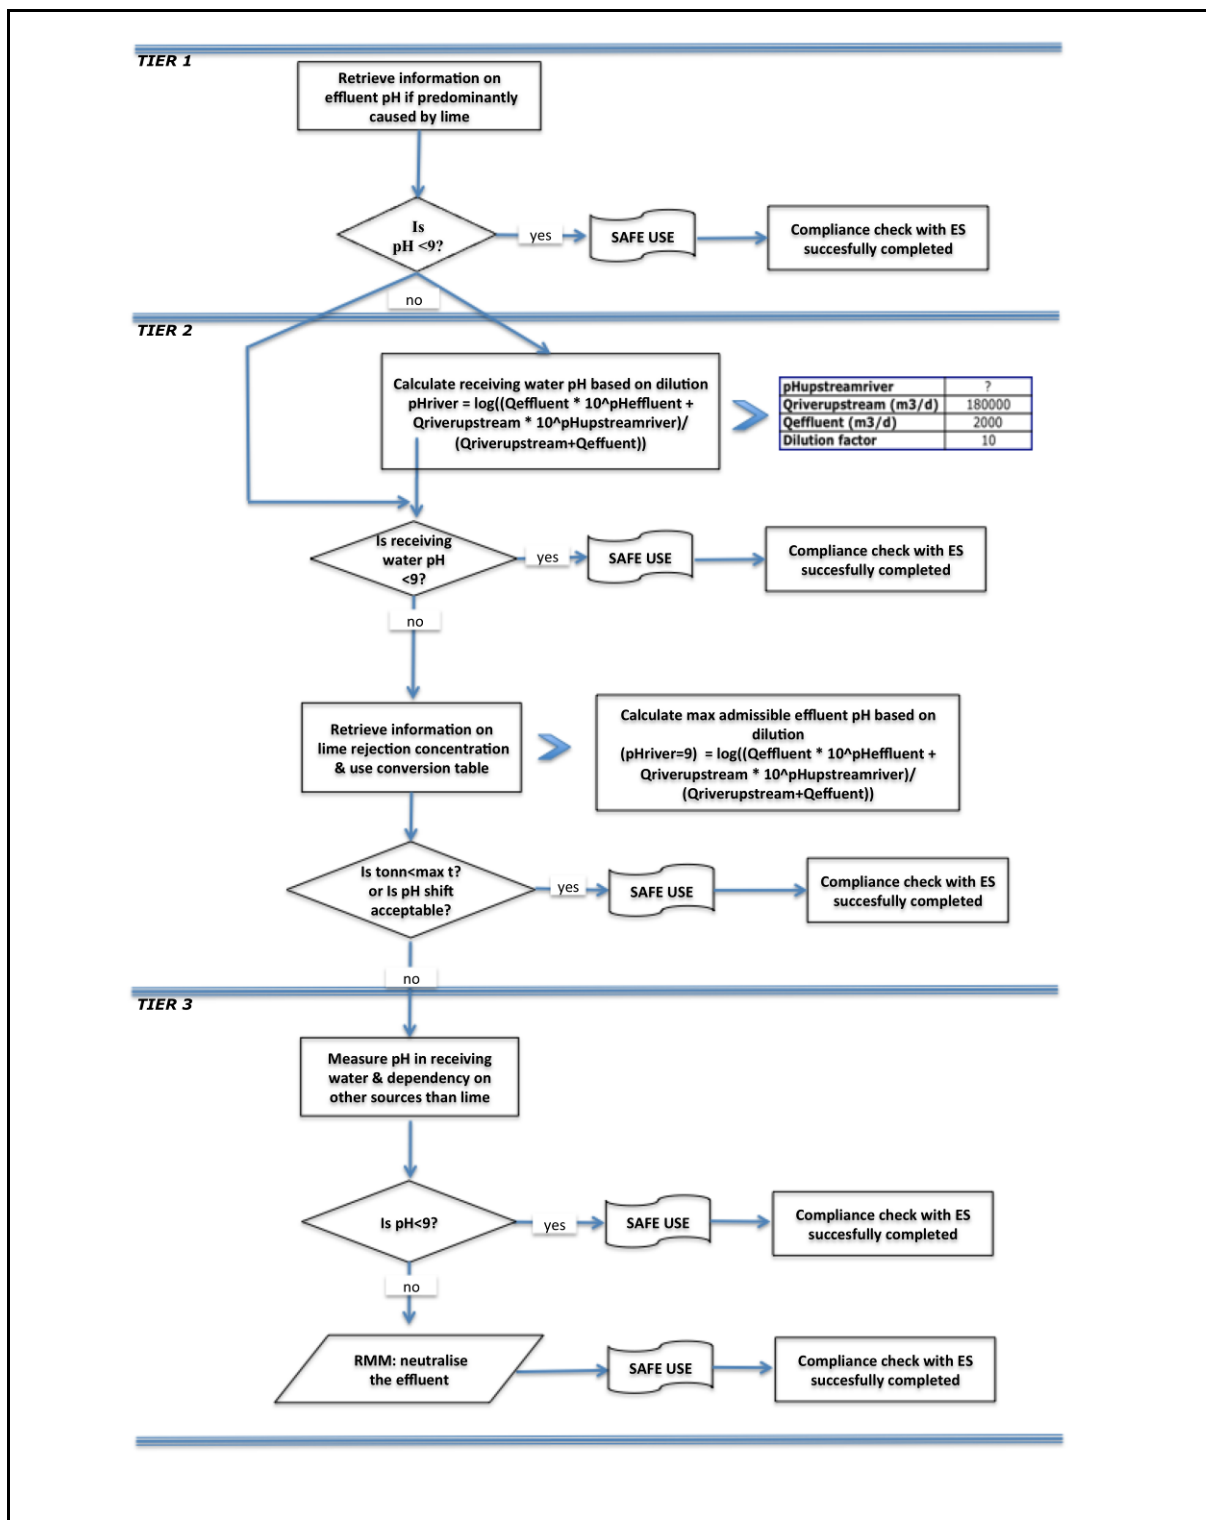 TIER 1
Retrieve information on
effluent pH if predominantly
caused by lime
Is
pH <9?
yes
SAFE USE
Compliance check with ES
succesfully completed
no
TIER 2
Calculate receiving water pH based on dilution
pHriver = log((Qeffluent * 10^pHeffluent +
Qriverupstream * 10^pHupstreamriver)/
(Qriverupstream+Qeffuent))
pHupstreamriver ?
Qriverupstream (m3/d) 180000
Qeffluent (m3/d) 2000
Dilution factor 10
Is receiving
water pH
<9?
yes
SAFE USE
Compliance check with ES
succesfully completed
no
Retrieve information on
lime rejection concentration
& use conversion table
Calculate max admissible effluent pH based on
dilution
(pHriver=9) = log((Qeffluent * 10^pHeffluent +
Qriverupstream * 10^pHupstreamriver)/
(Qriverupstream+Qeffuent))
Is tonn<max t?
or Is pH shift
acceptable?
yes
SAFE USE
Compliance check with ES
succesfully completed
no
TIER 3
Measure pH in receiving
water & dependency on
other sources than lime
Is pH<9?
yes
SAFE USE
Compliance check with ES
succesfully completed
no
RMM: neutralise
the effluent
SAFE USE
Compliance check with ES
succesfully completed